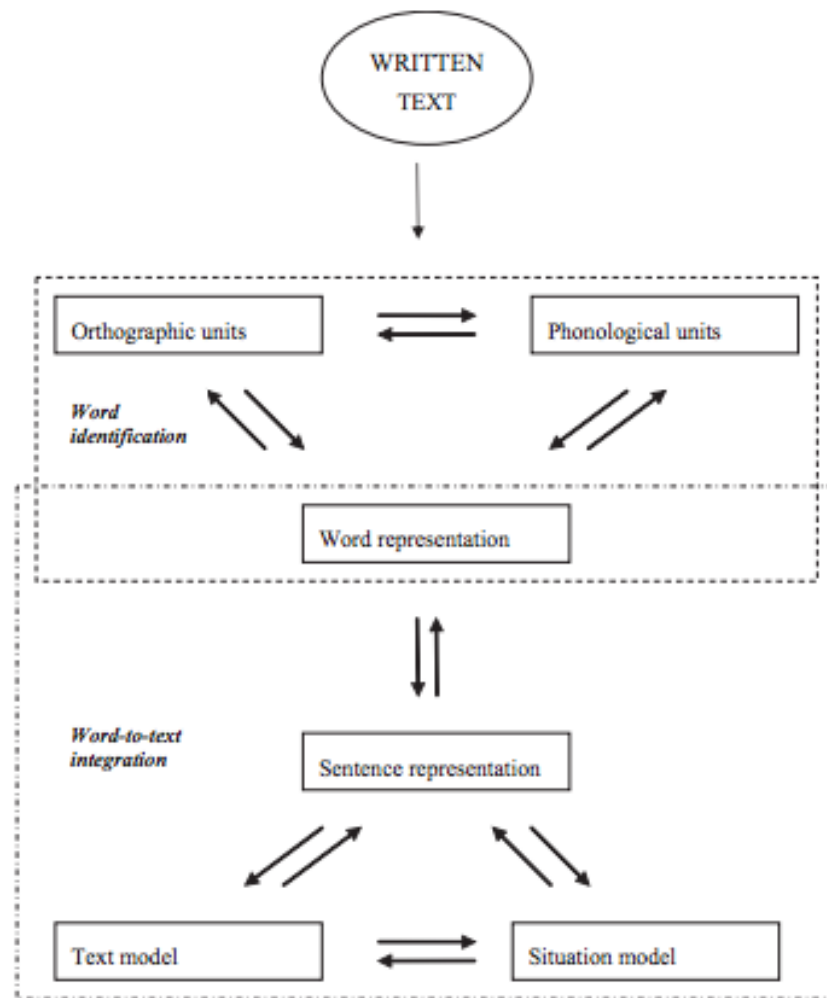 WRITTEN
TEXT
Orthographic units
Phonological units
Word
identification
Word representation
Word-to-text
integration
Sentence representation
Text model
Situation model